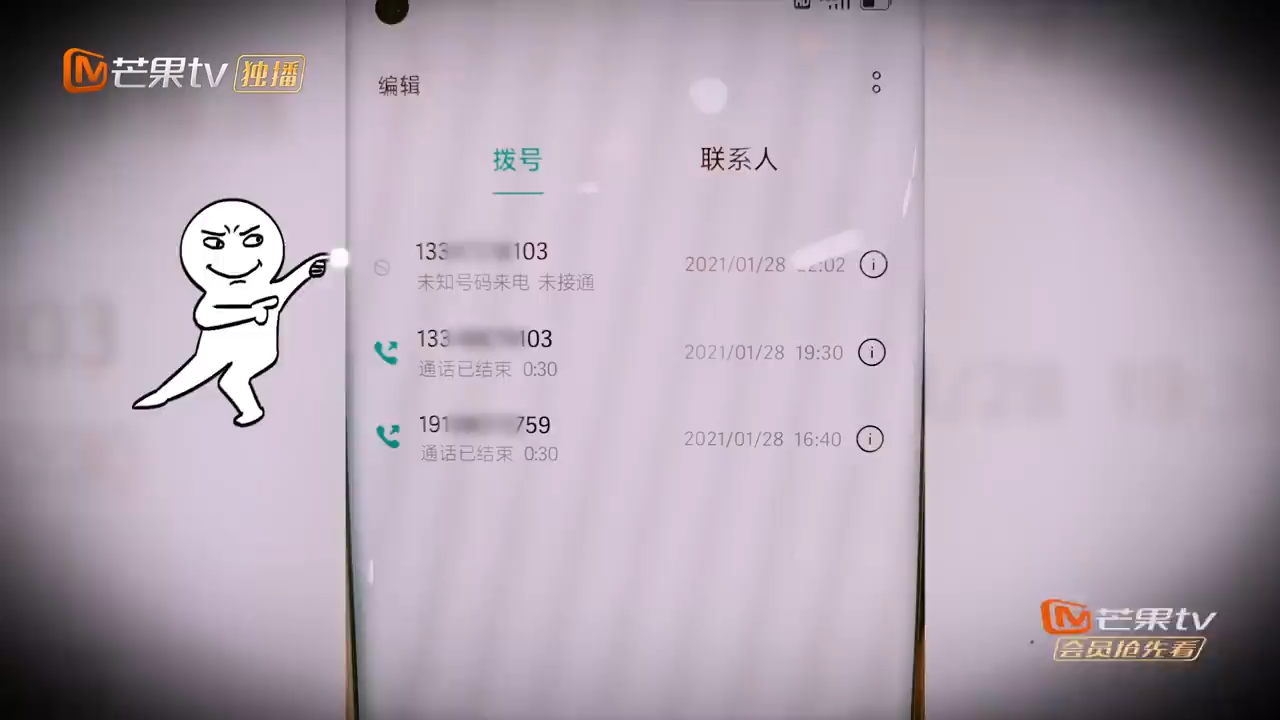 芒果tv 独播
编辑
拨号 联系人
133 103
未知号码来电 未接通
2021/01/28 22:02
133 103
通话已结束 0:30
2021/01/28 19:30
191 759
通话已结束 0:30
2021/01/28 16:40
芒果tv
会员抢先看